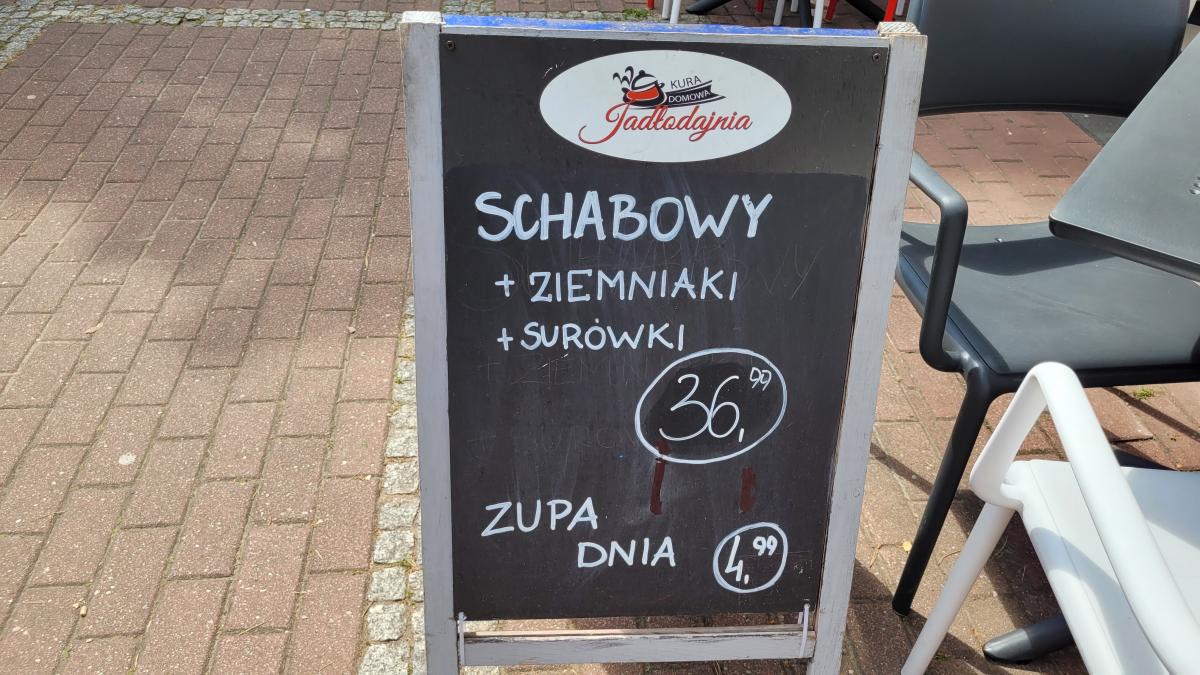 KURA
DOMOWA
Jadłodajnia
SCHABOWY
+ ZIEMNIAKI
+ SURÓWKI
36,99
ZUPA
DNIA 4,99